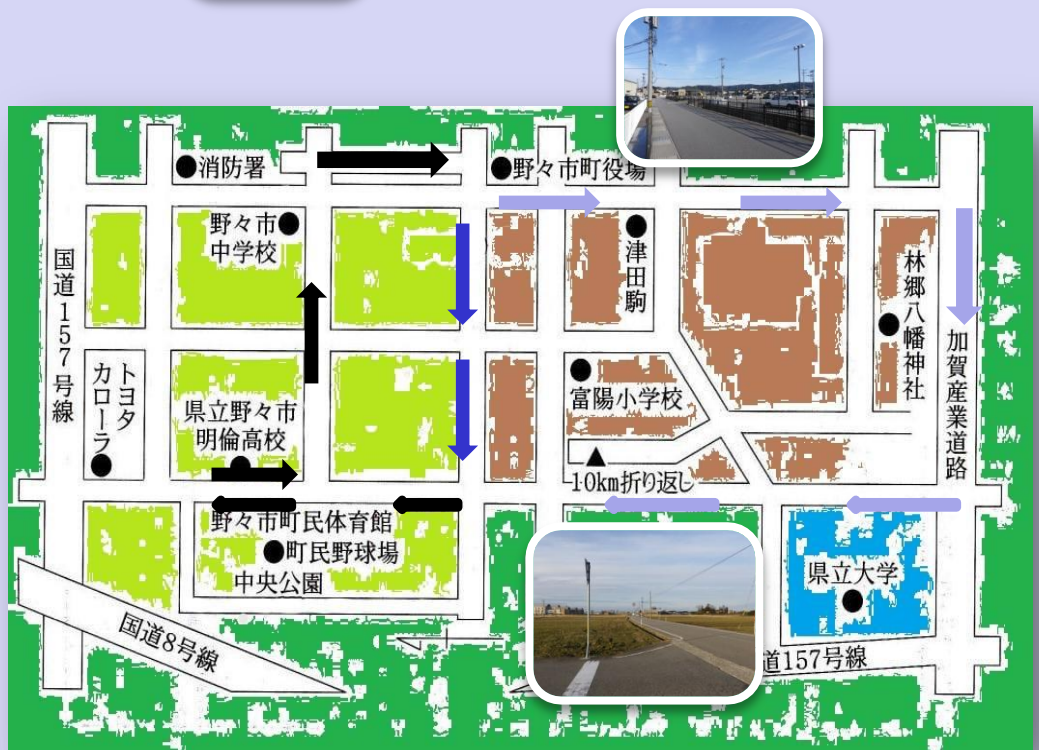 消防署
野々市町役場
野々市
中学校
津田駒
林郷八幡神社
国道157号線
加賀産業道路
トヨタ
カローラ
県立野々市
明倫高校
富陽小学校
10km折り返し
野々市町民体育館
町民野球場
中央公園
県立大学
国道8号線
道157号線